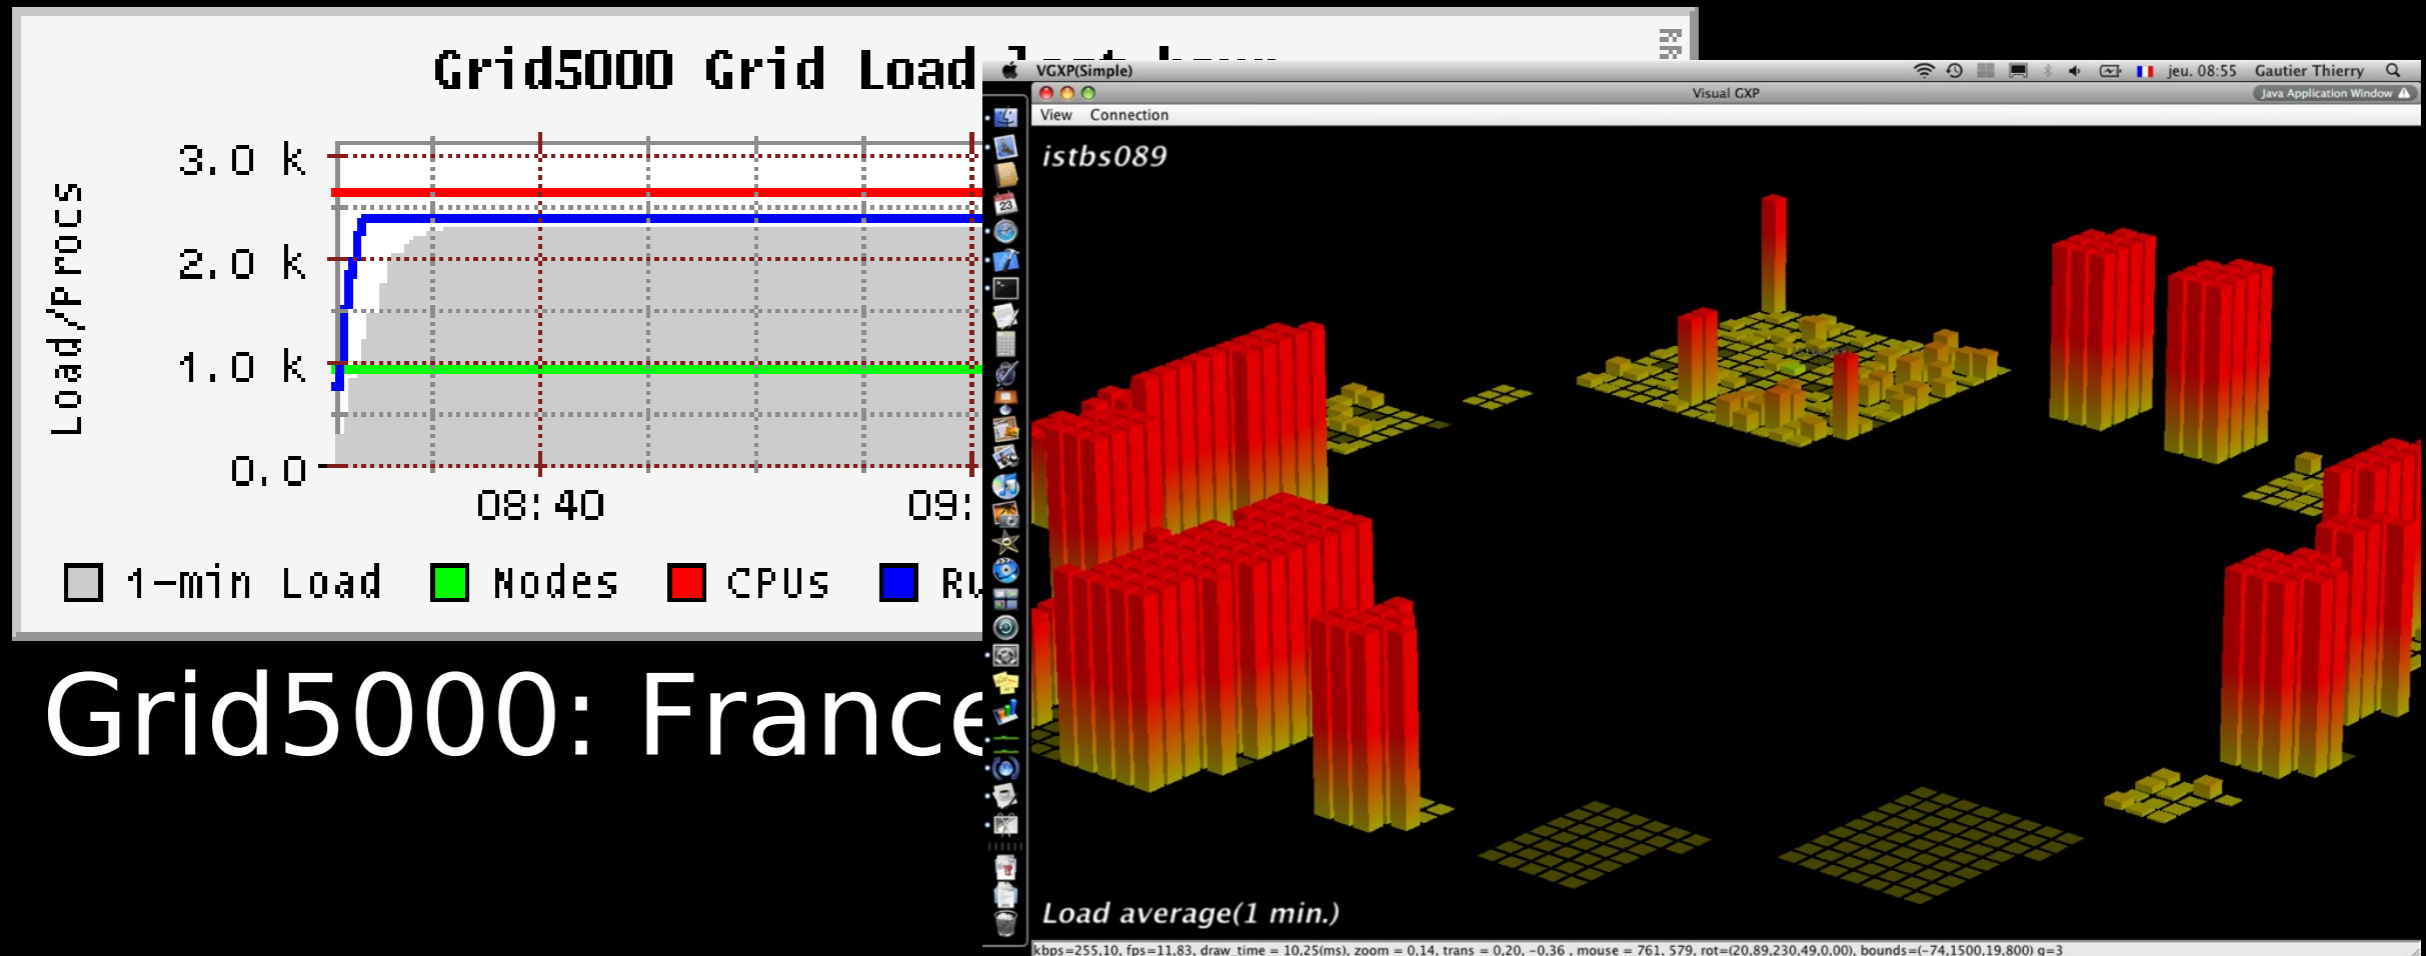 Grid5000 Grid Load last hour
3.0 k
2.0 k
1.0 k
0.0
Load/Procs
08:40
09:
1-min Load
Nodes
CPUs
Ru
Grid5000: France
VGXP(Simple)
jeu. 08:55
Gautier Thierry
Visual GXP
Java Application Window
View
Connection
23
istbs089
Load average(1 min.)
kbps=255,10, fps=11,83, draw_time = 10,25(ms), zoom = 0,14, trans = 0,20, -0,36 , mouse = 761, 579, rot=(20,89,230,49,0,00), bounds=(-74,1500,19,800) g=3